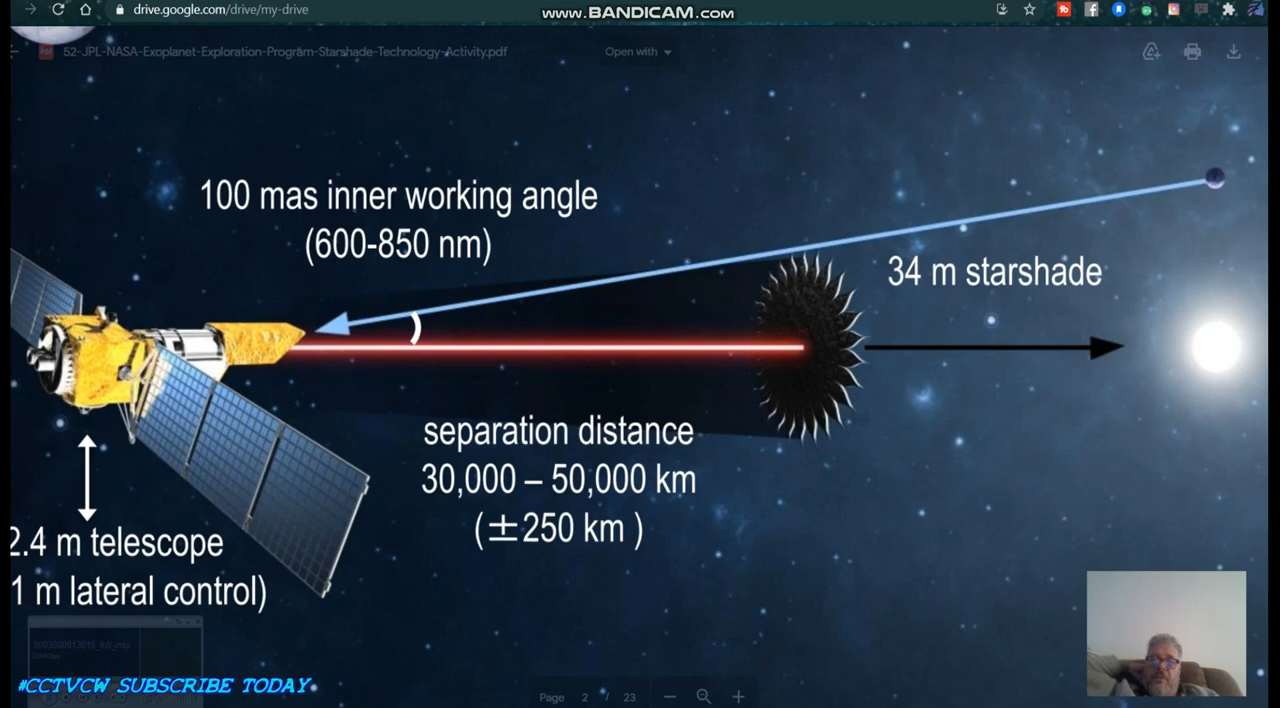 drive.google.com/drive/my-drive
www.BANDICAM.com
52-JPL-NASA-Exoplanet-Exploration-Program-Starshade-Technology-Activity.pdf
Open with
100 mas inner working angle
(600-850 nm)
34 m starshade
separation distance
30,000 – 50,000 km
(±250 km )
2.4 m telescope
1 m lateral control)
#CCTVCW SUBSCRIBE TODAY
Page 2 / 23